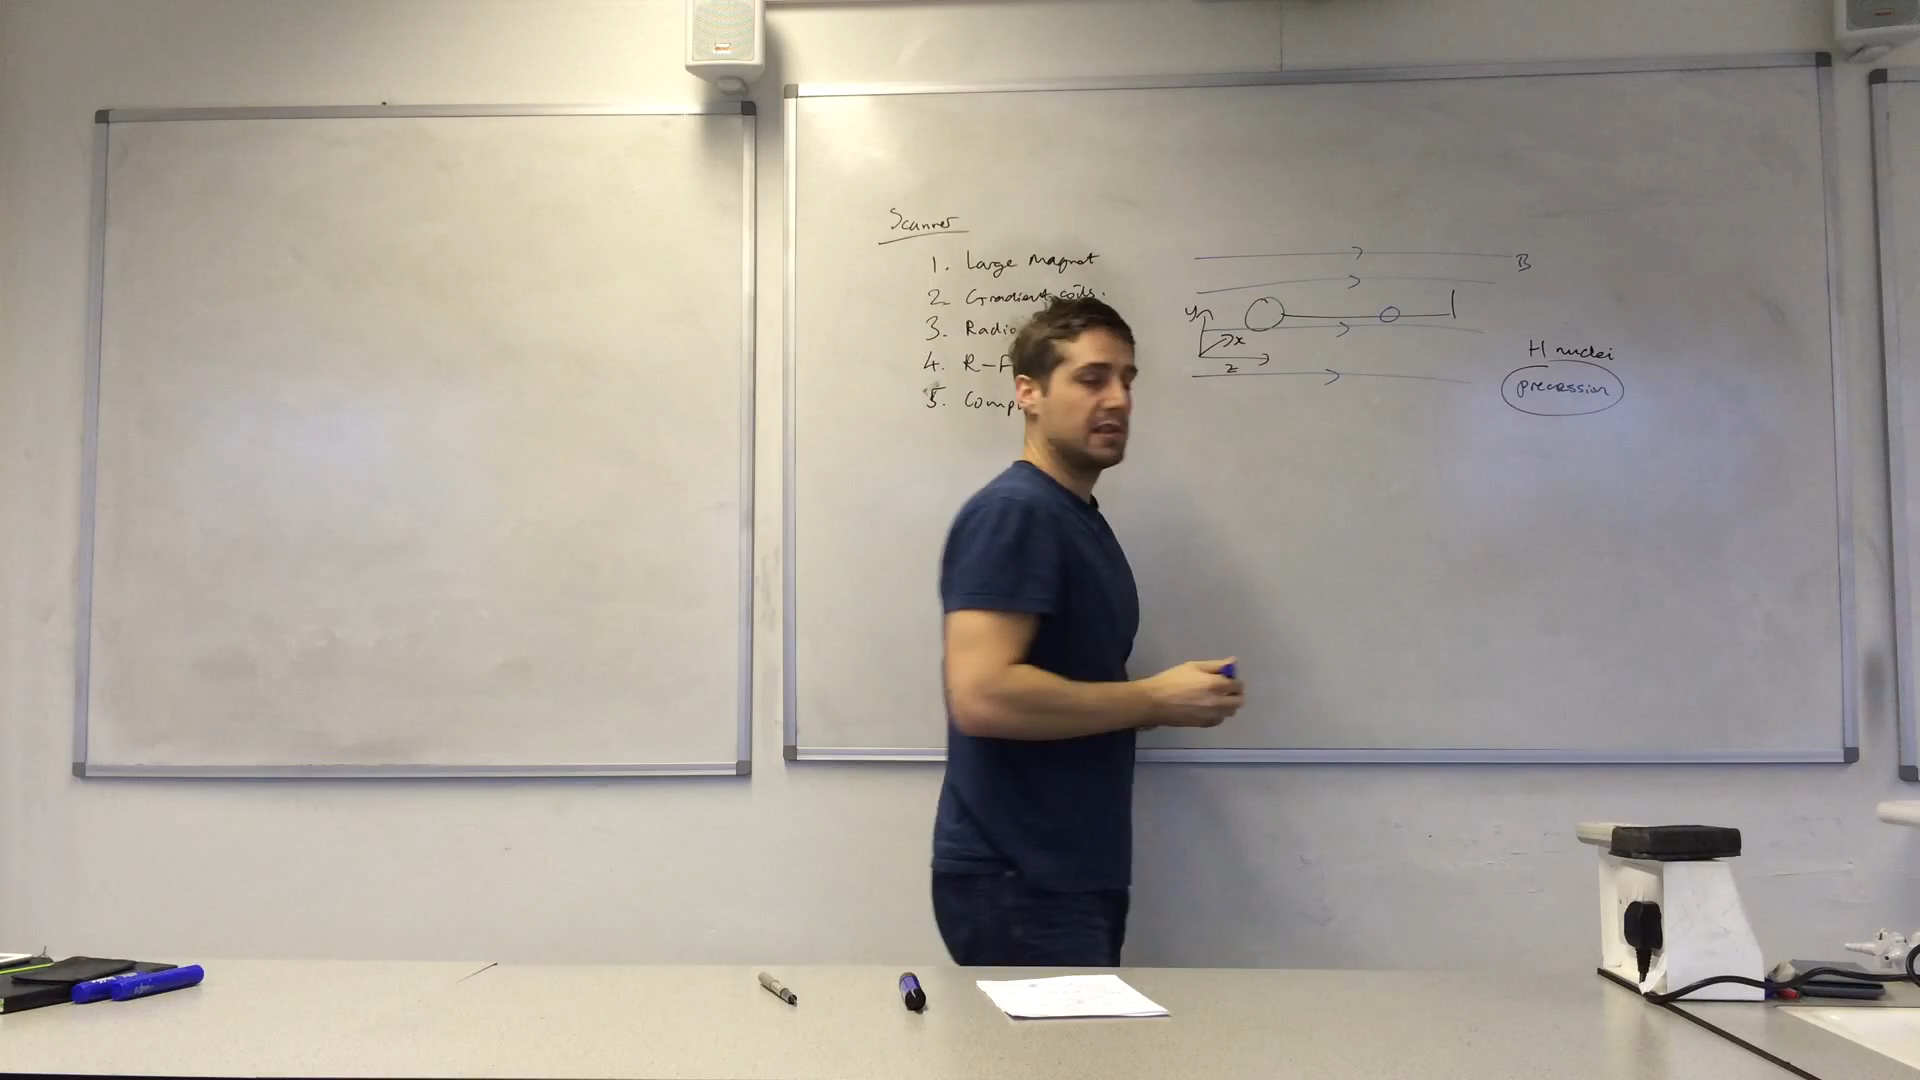 Scanner
1. Large Magnet
2. Gradient coils.
3. Radio
4. R-F
5. Comp
B
y
x
z
H nuclei
precession